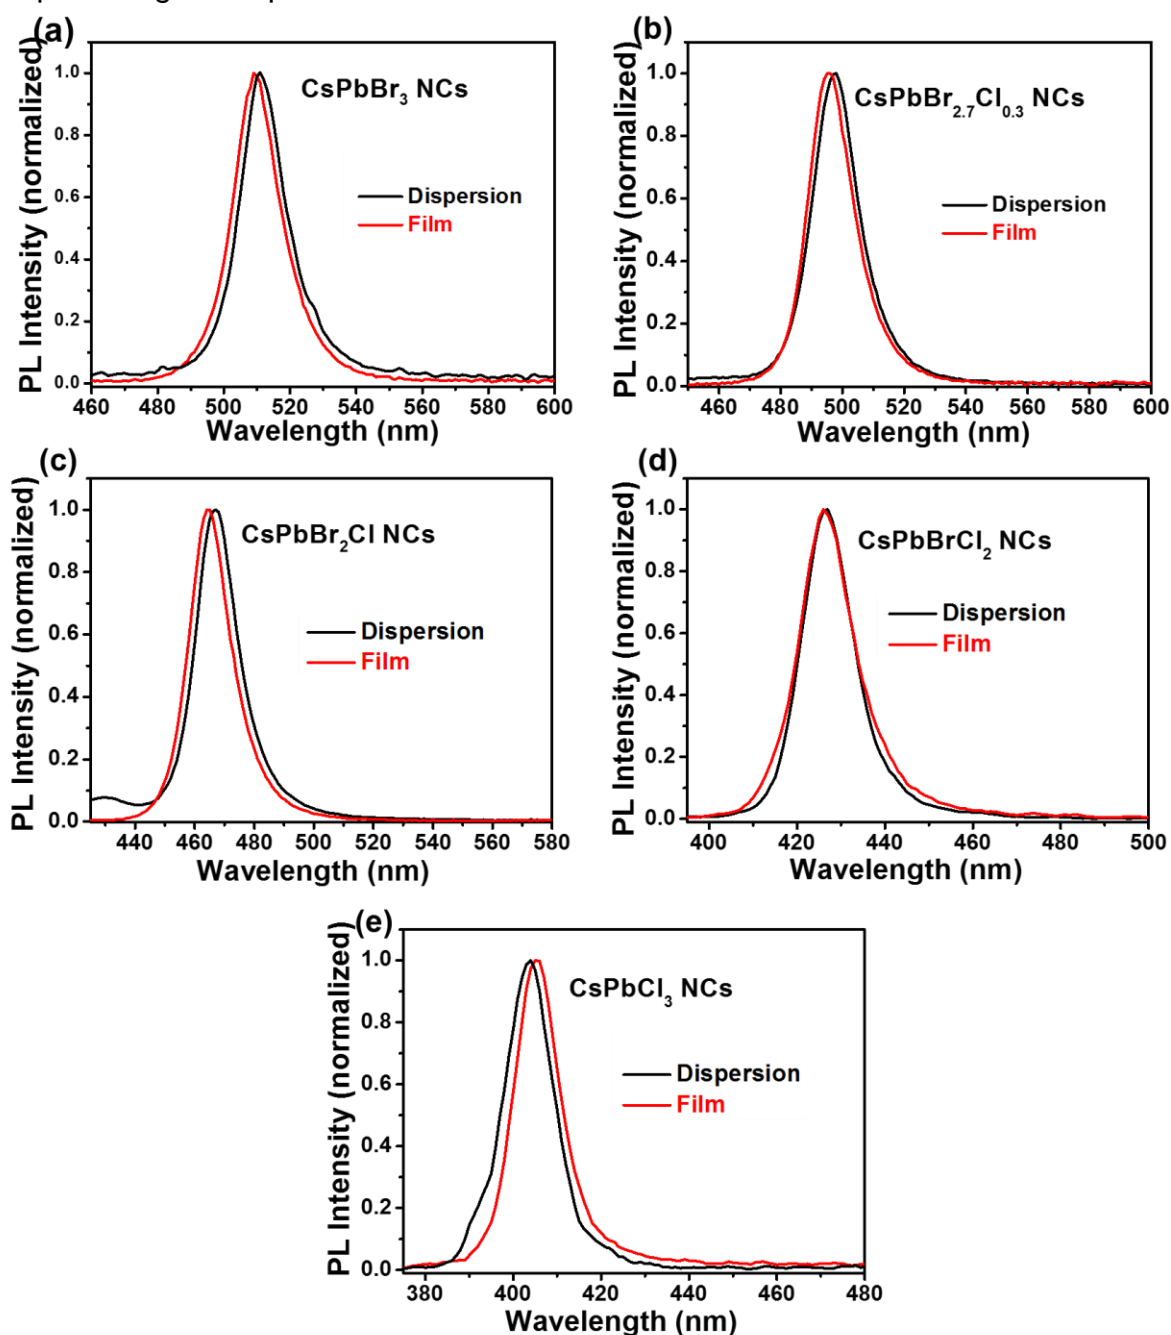 (a)
PL Intensity (normalized)
1.0
0.8
0.6
0.4
0.2
0.0
CsPbBr3 NCs
Dispersion
Film
460 480 500 520 540 560 580 600
Wavelength (nm)
(b)
PL Intensity (normalized)
1.0
0.8
0.6
0.4
0.2
0.0
CsPbBr2.7Cl0.3 NCs
Dispersion
Film
460 480 500 520 540 560 580 600
Wavelength (nm)
(c)
PL Intensity (normalized)
1.0
0.8
0.6
0.4
0.2
0.0
CsPbBr2Cl NCs
Dispersion
Film
440 460 480 500 520 540 560 580
Wavelength (nm)
(d)
PL Intensity (normalized)
1.0
0.8
0.6
0.4
0.2
0.0
CsPbBrCl2 NCs
Dispersion
Film
400 420 440 460 480 500
Wavelength (nm)
(e)
PL Intensity (normalized)
1.0
0.8
0.6
0.4
0.2
0.0
CsPbCl3 NCs
Dispersion
Film
380 400 420 440 460 480
Wavelength (nm)